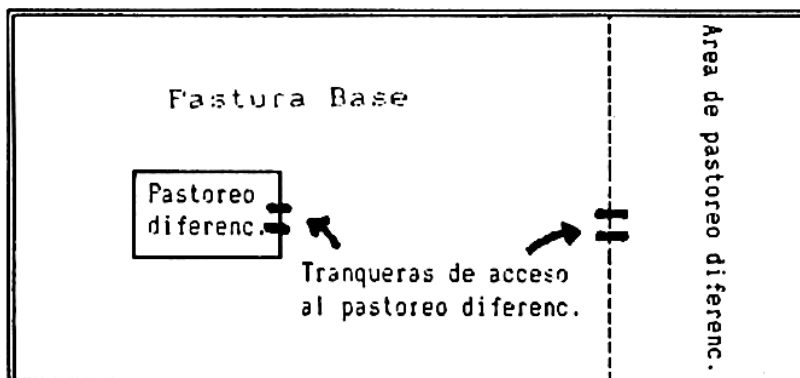 Pastura Base
Pastoreo
diferenc.
Tranqueras de acceso
al pastoreo diferenc.
Area de pastoreo diferenc.